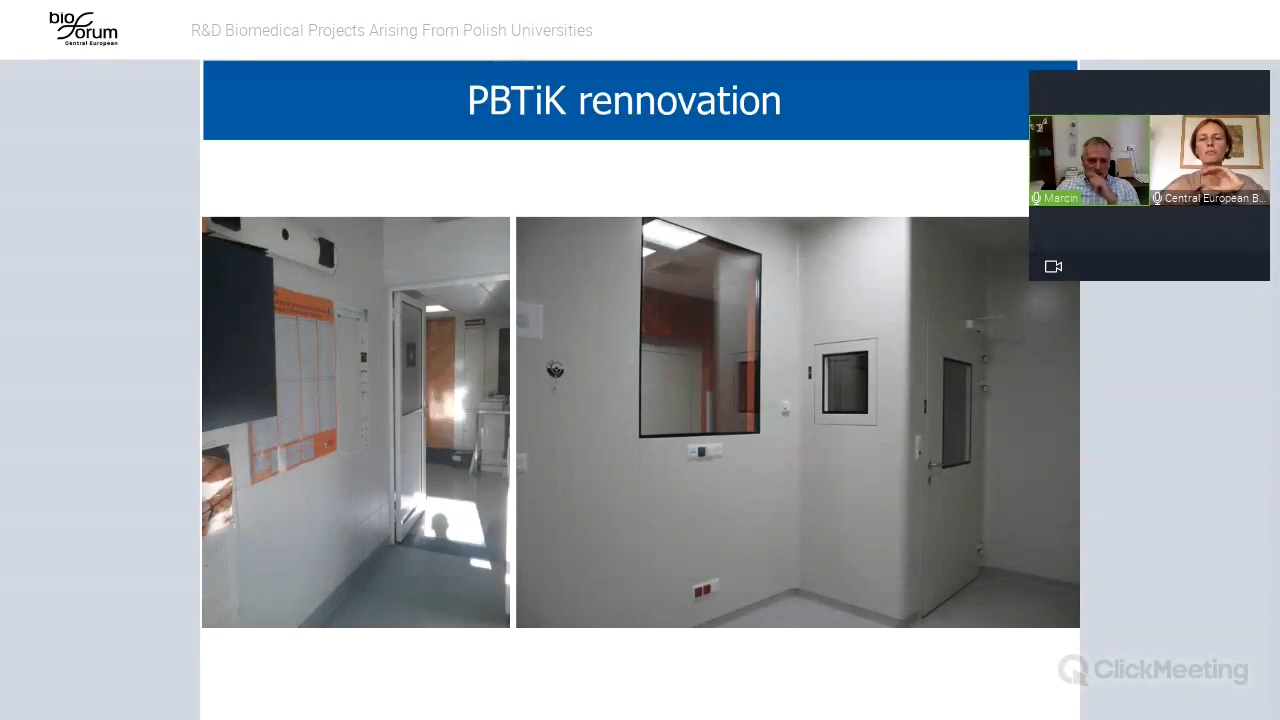 bio
forum
Central European
R&D Biomedical Projects Arising From Polish Universities
PBTiK rennovation
Marcin
Central European B...
ClickMeeting